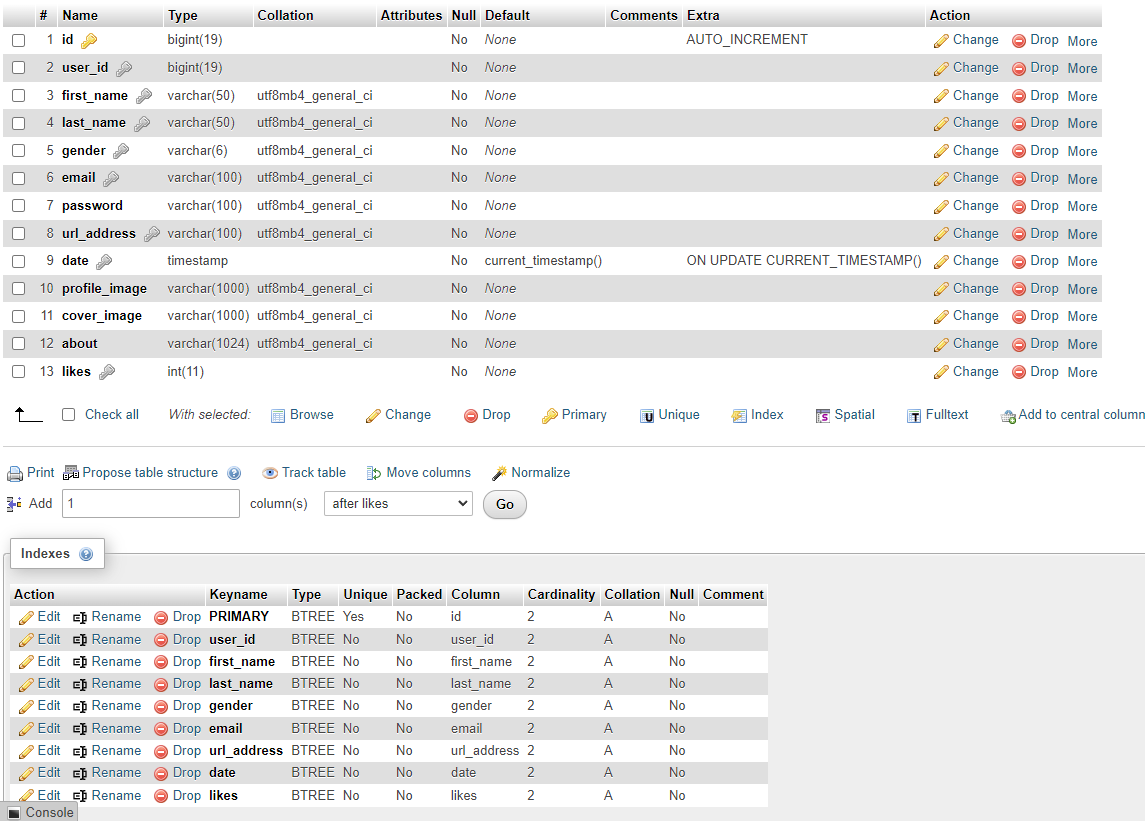 # Name Type Collation Attributes Null Default Comments Extra Action
1 id bigint(19) No None AUTO_INCREMENT Change Drop More
2 user_id bigint(19) No None Change Drop More
3 first_name varchar(50) utf8mb4_general_ci No None Change Drop More
4 last_name varchar(50) utf8mb4_general_ci No None Change Drop More
5 gender varchar(6) utf8mb4_general_ci No None Change Drop More
6 email varchar(100) utf8mb4_general_ci No None Change Drop More
7 password varchar(100) utf8mb4_general_ci No None Change Drop More
8 url_address varchar(100) utf8mb4_general_ci No None Change Drop More
9 date timestamp No current_timestamp() ON UPDATE CURRENT_TIMESTAMP() Change Drop More
10 profile_image varchar(1000) utf8mb4_general_ci No None Change Drop More
11 cover_image varchar(1000) utf8mb4_general_ci No None Change Drop More
12 about varchar(1024) utf8mb4_general_ci No None Change Drop More
13 likes int(11) No None Change Drop More
Check all With selected: Browse Change Drop Primary U Unique Index S Spatial T Fulltext Add to central column
Print Propose table structure Track table Move columns Normalize
Add 1 column(s) after likes Go
Indexes
Action Keyname Type Unique Packed Column Cardinality Collation Null Comment
Edit Rename Drop PRIMARY BTREE Yes No id 2 A No
Edit Rename Drop user_id BTREE No No user_id 2 A No
Edit Rename Drop first_name BTREE No No first_name 2 A No
Edit Rename Drop last_name BTREE No No last_name 2 A No
Edit Rename Drop gender BTREE No No gender 2 A No
Edit Rename Drop email BTREE No No email 2 A No
Edit Rename Drop url_address BTREE No No url_address 2 A No
Edit Rename Drop date BTREE No No date 2 A No
Edit Rename Drop likes BTREE No No likes 2 A No
Console